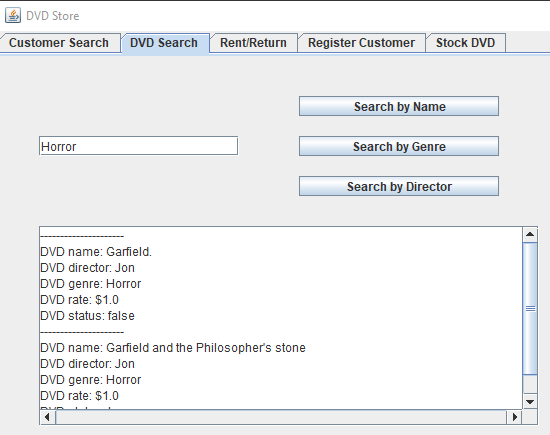 DVD Store
Customer Search DVD Search Rent/Return Register Customer Stock DVD
Search by Name
Horror Search by Genre
Search by Director
---------------------
DVD name: Garfield.
DVD director: Jon
DVD genre: Horror
DVD rate: $1.0
DVD status: false
---------------------
DVD name: Garfield and the Philosopher's stone
DVD director: Jon
DVD genre: Horror
DVD rate: $1.0